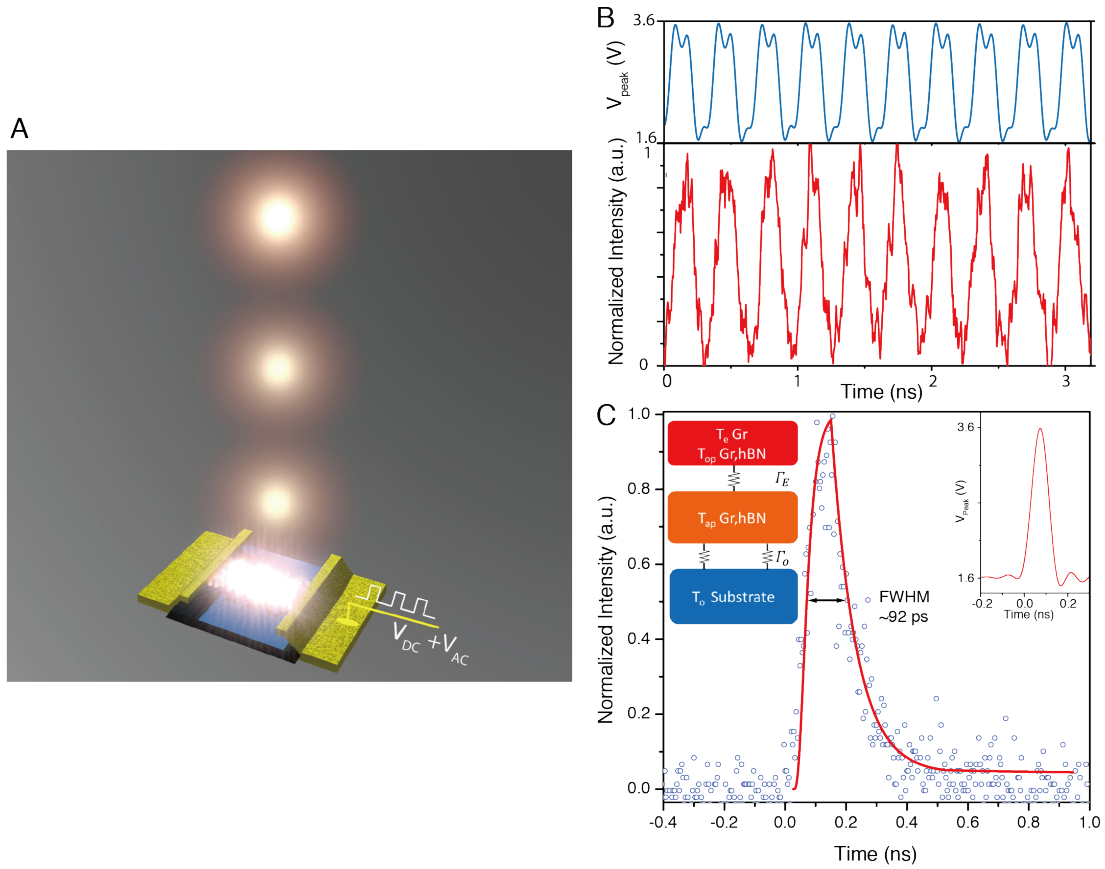 A
V_DC +V_AC
B
3.6
V_peak (V)
1.6
1
Normalized Intensity (a.u.)
0
0 1 2 3
Time (ns)
C
1.0
0.8
0.6
0.4
0.2
0.0
Normalized Intensity (a.u.)
T_e Gr
T_op Gr,hBN
Γ_E
T_ap Gr,hBN
Γ_o
T_o Substrate
FWHM
~92 ps
3.6
V_Peak (V)
1.6
-0.2 0.0 0.2
Time (ns)
-0.4 -0.2 0.0 0.2 0.4 0.6 0.8 1.0
Time (ns)